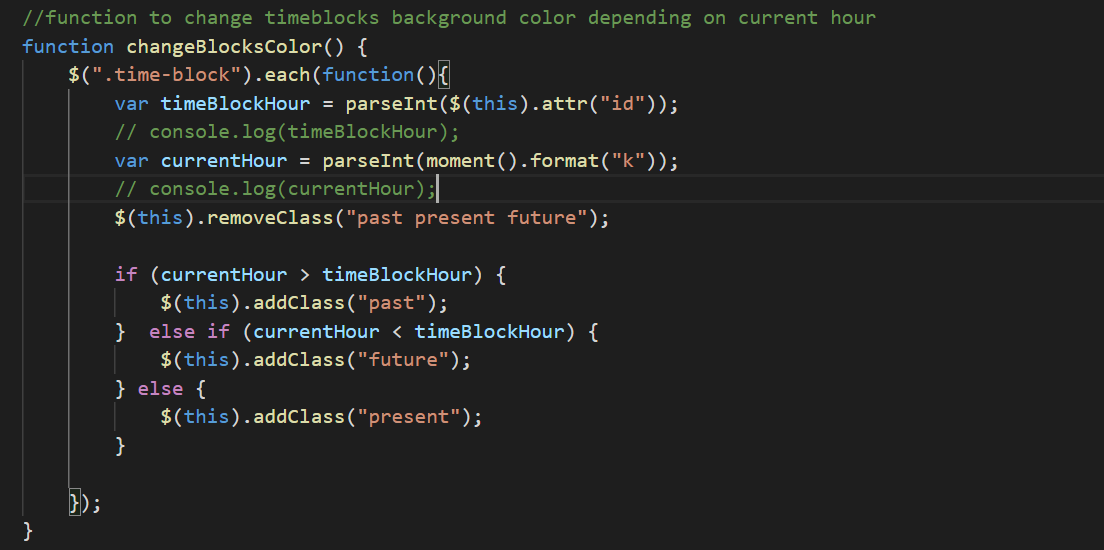 //function to change timeblocks background color depending on current hour
function changeBlocksColor() {
    $(".time-block").each(function(){
        var timeBlockHour = parseInt($(this).attr("id"));
        // console.log(timeBlockHour);
        var currentHour = parseInt(moment().format("k"));
        // console.log(currentHour);
        $(this).removeClass("past present future");

        if (currentHour > timeBlockHour) {
            $(this).addClass("past");
        }  else if (currentHour < timeBlockHour) {
            $(this).addClass("future");
        } else {
            $(this).addClass("present");
        }

    });
}